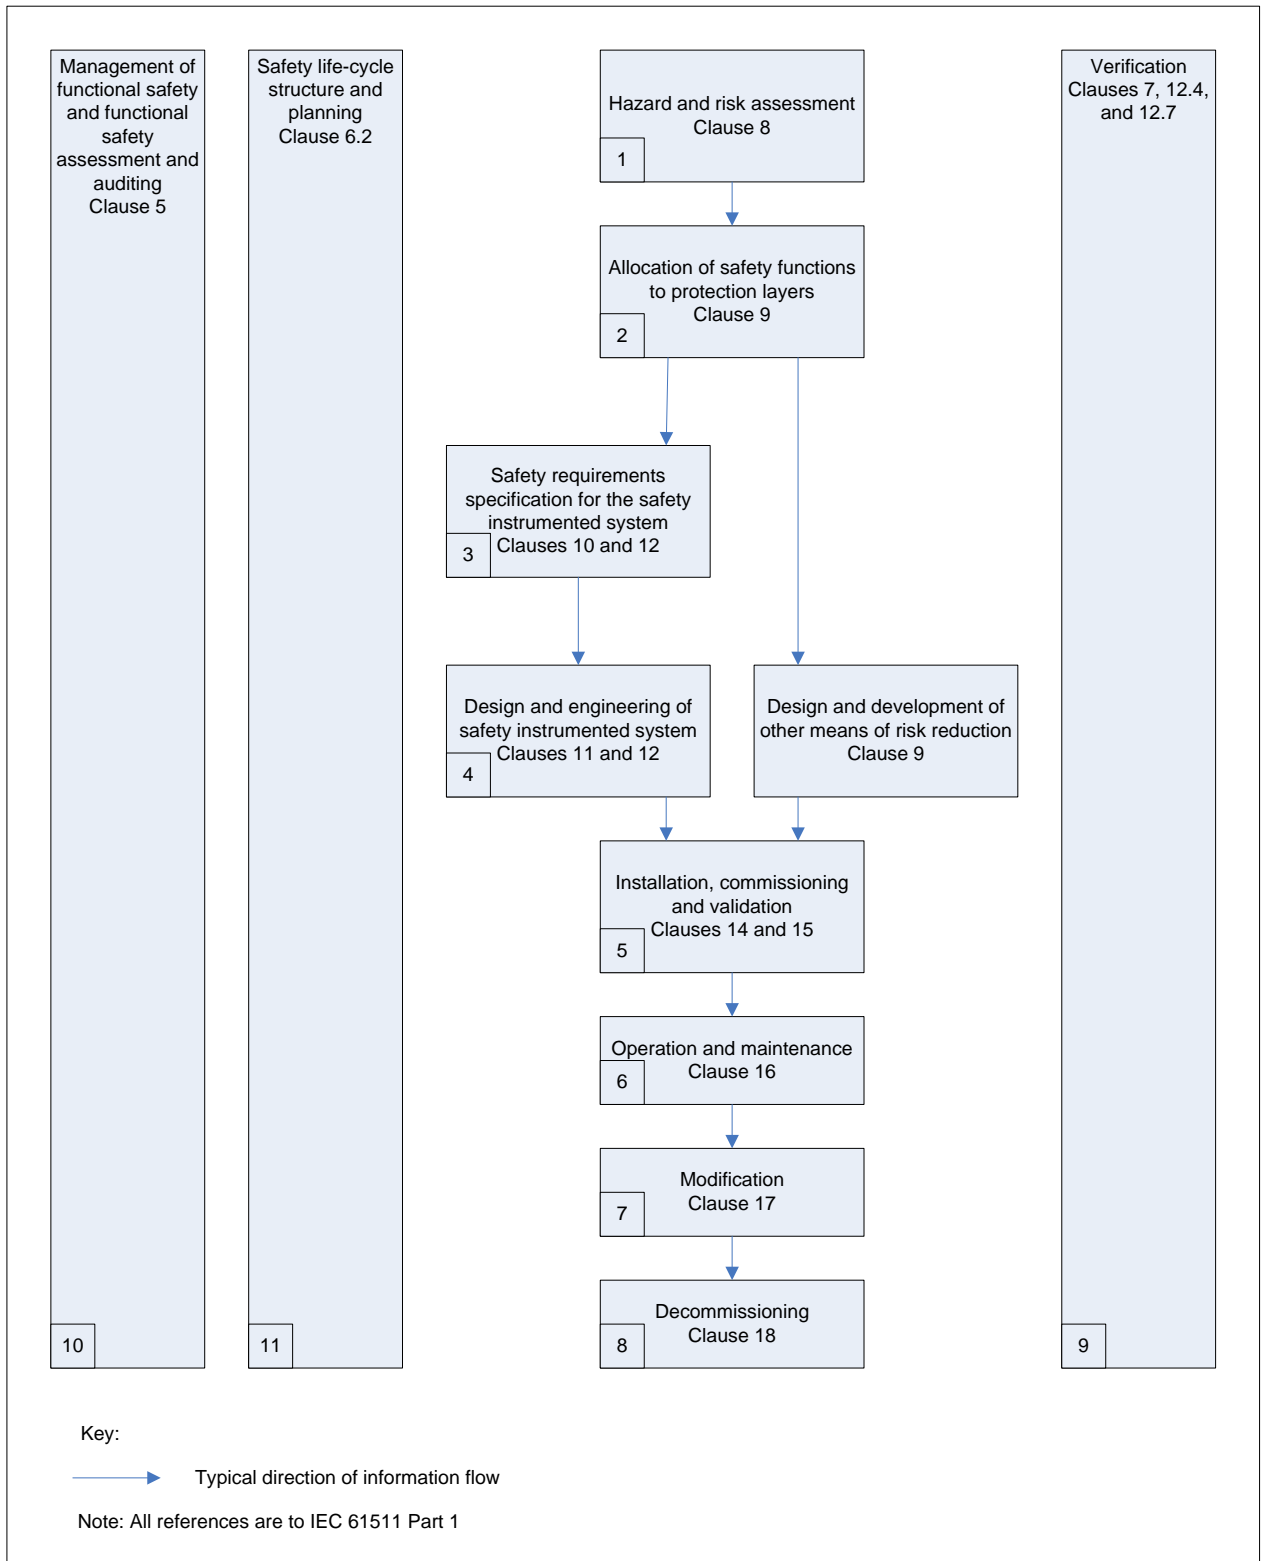 Management of
functional safety
and functional
safety
assessment and
auditing
Clause 5
10
Safety life-cycle
structure and
planning
Clause 6.2
11
Hazard and risk assessment
Clause 8
1
Allocation of safety functions
to protection layers
Clause 9
2
Safety requirements
specification for the safety
instrumented system
Clauses 10 and 12
3
Design and engineering of
safety instrumented system
Clauses 11 and 12
4
Design and development of
other means of risk reduction
Clause 9
Installation, commissioning
and validation
Clauses 14 and 15
5
Operation and maintenance
Clause 16
6
Modification
Clause 17
7
Decommissioning
Clause 18
8
Verification
Clauses 7, 12.4,
and 12.7
9
Key:
Typical direction of information flow
Note: All references are to IEC 61511 Part 1